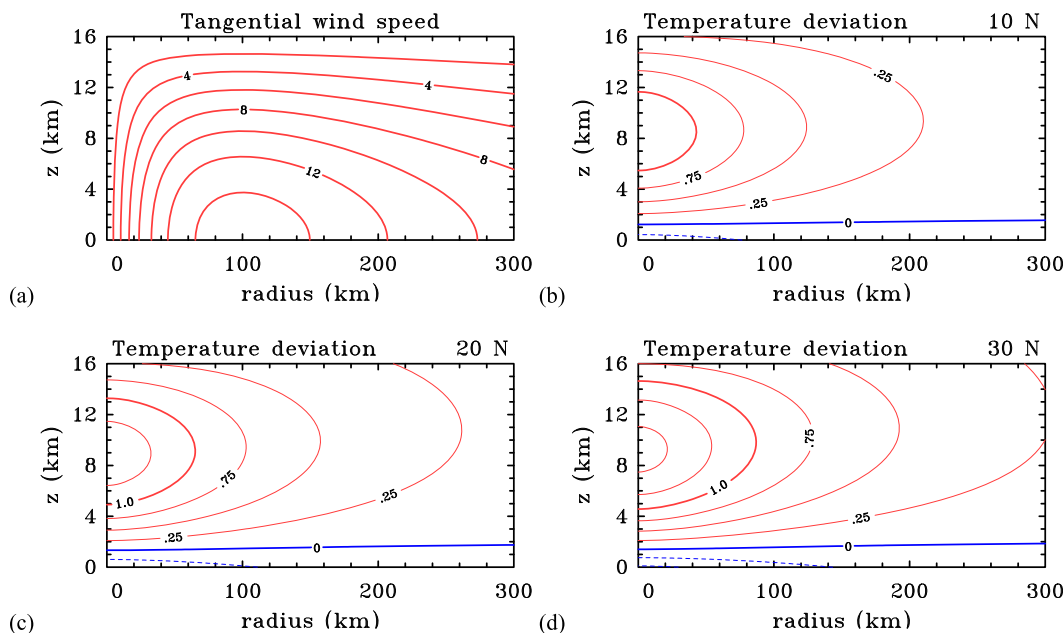 Tangential wind speed
16
12
8
4
0
z (km)
4
4
8
8
12
0 100 200 300
radius (km)
(a)
Temperature deviation 10 N
16
12
8
4
0
z (km)
.25
.75
.25
0
0 100 200 300
radius (km)
(b)
Temperature deviation 20 N
16
12
8
4
0
z (km)
1.0
.75
.25
.25
0
0 100 200 300
radius (km)
(c)
Temperature deviation 30 N
16
12
8
4
0
z (km)
.75
1.0
.25
0
0 100 200 300
radius (km)
(d)